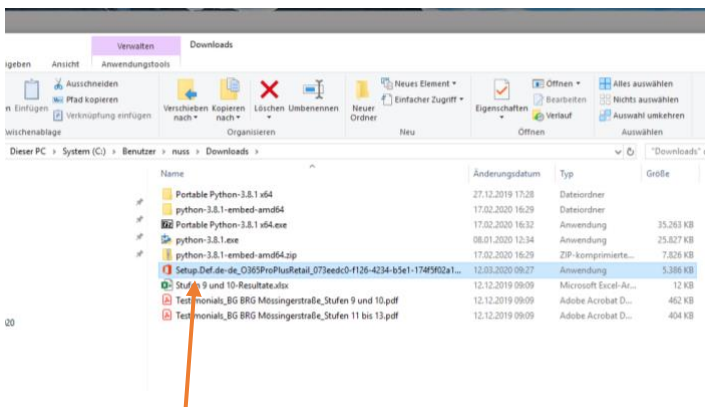 Verwalten
Downloads
igeben Ansicht Anwendungstools
Ausschneiden
Pfad kopieren
Verknüpfung einfügen
n Einfügen
wischenablage
Verschieben nach
Kopieren nach
Löschen
Umbenennen
Organisieren
Neuer Ordner
Neues Element
Einfacher Zugriff
Neu
Eigenschaften
Öffnen
Bearbeiten
Verlauf
Öffnen
Alles auswählen
Nichts auswählen
Auswahl umkehren
Auswählen
Dieser PC > System (C:) > Benutzer > nuss > Downloads >
"Downloads"
Name Änderungsdatum Typ Größe
Portable Python-3.8.1 x64 27.12.2019 17:28 Dateiordner
python-3.8.1-embed-amd64 17.02.2020 16:29 Dateiordner
Portable Python-3.8.1 x64.exe 17.02.2020 16:32 Anwendung 35.263 KB
python-3.8.1.exe 08.01.2020 12:34 Anwendung 25.827 KB
python-3.8.1-embed-amd64.zip 17.02.2020 16:29 ZIP-komprimierte... 7.826 KB
Setup.Def.de-de_O365ProPlusRetail_073eedc0-f126-4234-b5e1-174f5f02a1... 12.03.2020 09:27 Anwendung 5.386 KB
Stufen 9 und 10-Resultate.xlsx 12.12.2019 09:09 Microsoft Excel-Ar... 12 KB
Testimonials_BG BRG Mössingerstraße_Stufen 9 und 10.pdf 12.12.2019 09:09 Adobe Acrobat D... 462 KB
Testimonials_BG BRG Mössingerstraße_Stufen 11 bis 13.pdf 12.12.2019 09:09 Adobe Acrobat D... 404 KB
020